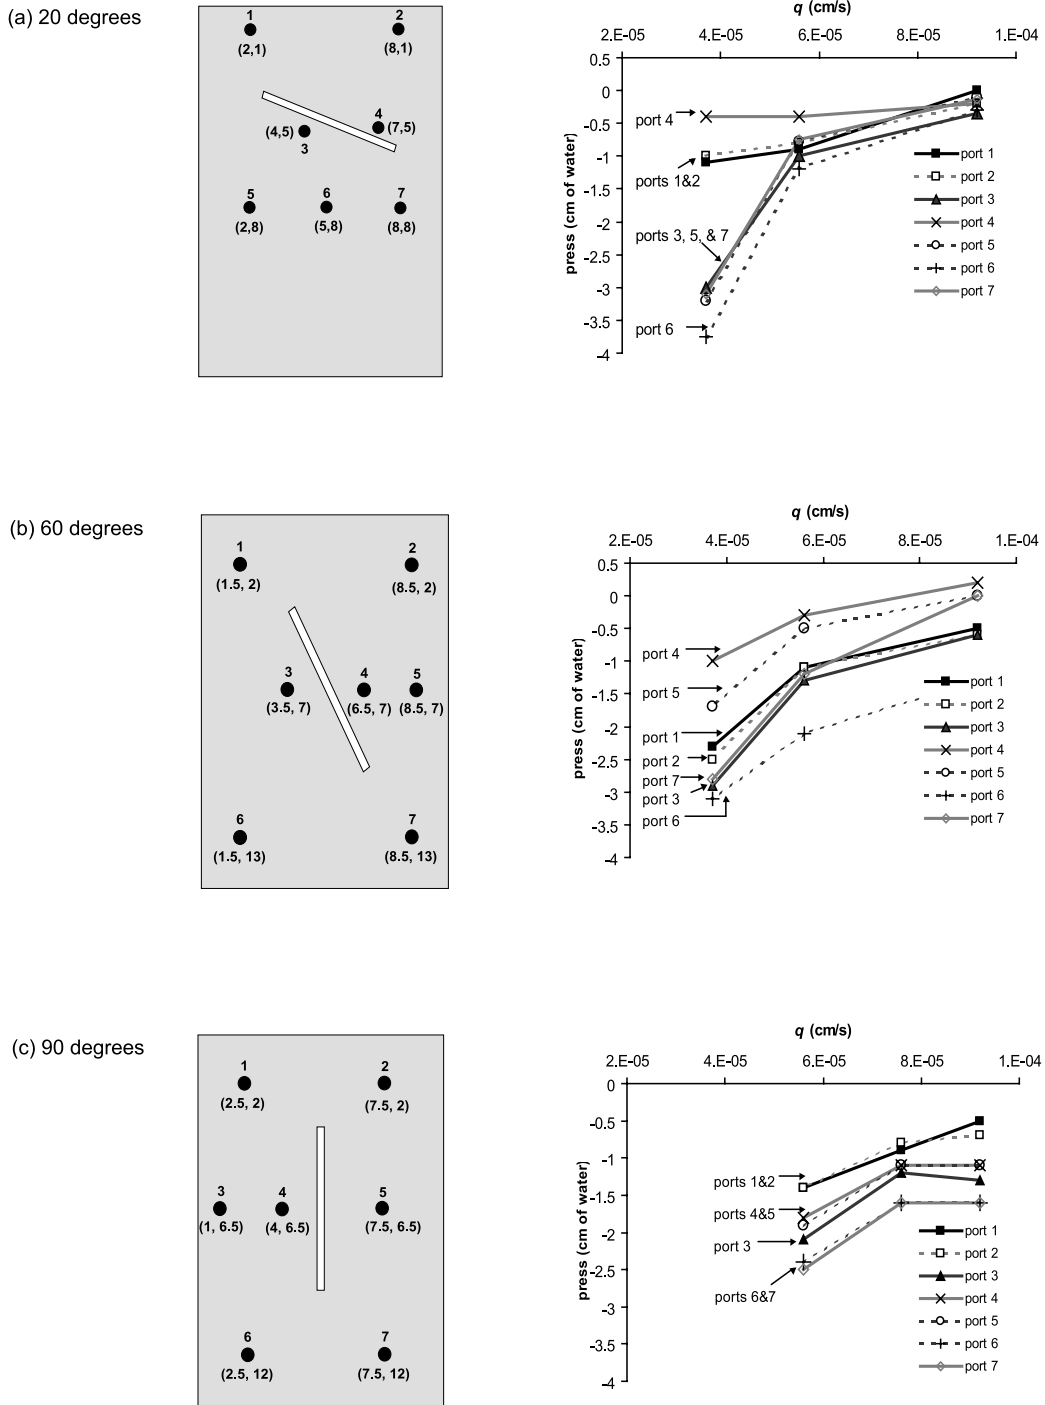 (a) 20 degrees
1
2
(2,1)
(8,1)
4
(4,5)
(7,5)
3
5
6
7
(2,8)
(5,8)
(8,8)
q (cm/s)
2.E-05 4.E-05 6.E-05 8.E-05 1.E-04
press (cm of water)
0.5
0
-0.5
-1
-1.5
-2
-2.5
-3
-3.5
-4
port 4
ports 1&2
ports 3, 5, & 7
port 6
port 1
port 2
port 3
port 4
port 5
port 6
port 7
(b) 60 degrees
1
2
(1.5, 2)
(8.5, 2)
3
4
5
(3.5, 7)
(6.5, 7)
(8.5, 7)
6
7
(1.5, 13)
(8.5, 13)
q (cm/s)
2.E-05 4.E-05 6.E-05 8.E-05 1.E-04
press (cm of water)
0.5
0
-0.5
-1
-1.5
-2
-2.5
-3
-3.5
-4
port 4
port 5
port 1
port 2
port 7
port 3
port 6
port 1
port 2
port 3
port 4
port 5
port 6
port 7
(c) 90 degrees
1
2
(2.5, 2)
(7.5, 2)
3
4
5
(1, 6.5)
(4, 6.5)
(7.5, 6.5)
6
7
(2.5, 12)
(7.5, 12)
q (cm/s)
2.E-05 4.E-05 6.E-05 8.E-05 1.E-04
press (cm of water)
0
-0.5
-1
-1.5
-2
-2.5
-3
-3.5
-4
ports 1&2
ports 4&5
port 3
ports 6&7
port 1
port 2
port 3
port 4
port 5
port 6
port 7